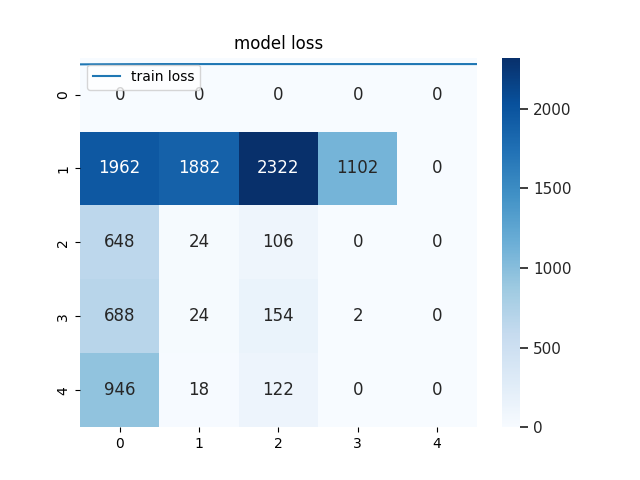 model loss
train loss
0 0 0 0 0 0
1 1962 1882 2322 1102 0
2 648 24 106 0 0
3 688 24 154 2 0
4 946 18 122 0 0
0 1 2 3 4
2000
1500
1000
500
0